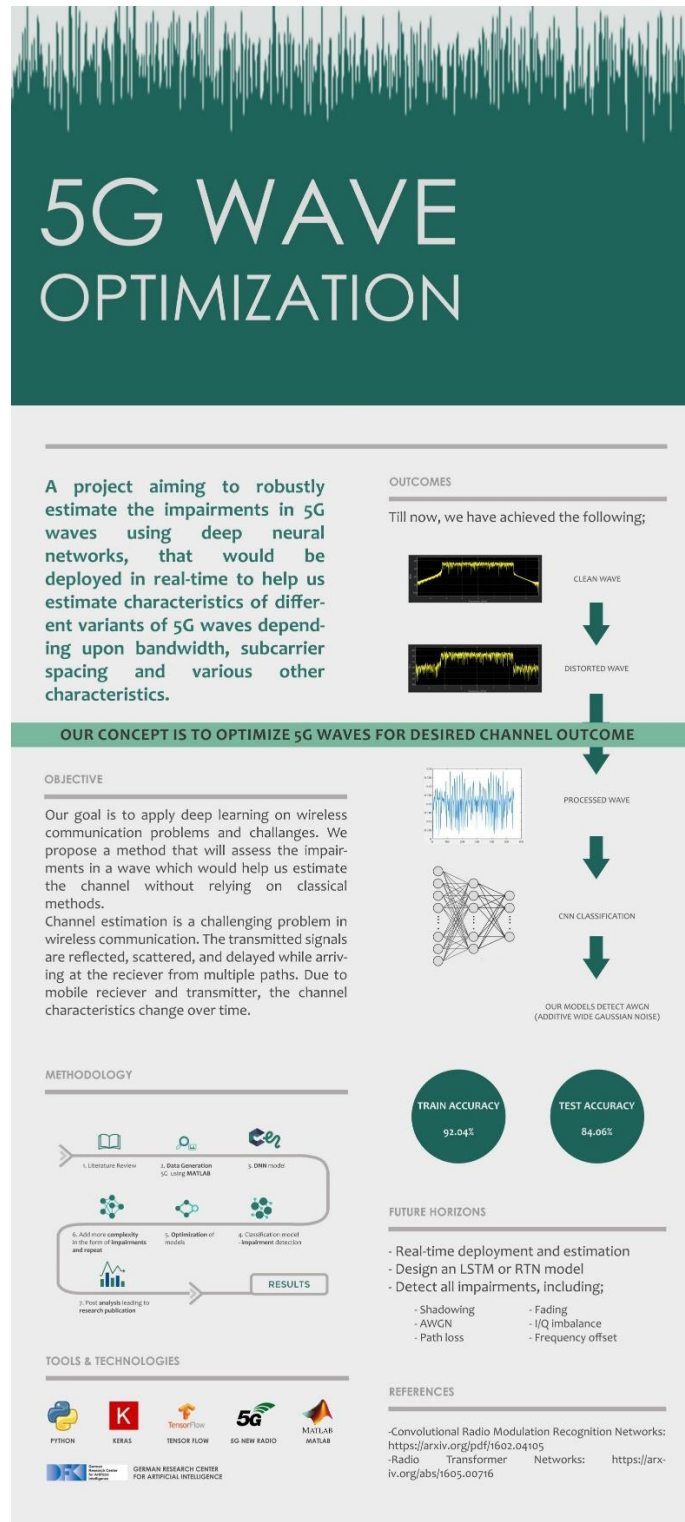 5G WAVE
OPTIMIZATION
A project aiming to robustly
estimate the impairments in 5G
waves using deep neural
networks, that would be
deployed in real-time to help us
estimate characteristics of differ-
ent variants of 5G waves depend-
ing upon bandwidth, subcarrier
spacing and various other
characteristics.
OUTCOMES
Till now, we have achieved the following;
CLEAN WAVE
DISTORTED WAVE
OUR CONCEPT IS TO OPTIMIZE 5G WAVES FOR DESIRED CHANNEL OUTCOME
OBJECTIVE
Our goal is to apply deep learning on wireless
communication problems and challanges. We
propose a method that will assess the impair-
ments in a wave which would help us estimate
the channel without relying on classical
methods.
Channel estimation is a challenging problem in
wireless communication. The transmitted signals
are reflected, scattered, and delayed while arriv-
ing at the reciever from multiple paths. Due to
mobile reciever and transmitter, the channel
characteristics change over time.
PROCESSED WAVE
CNN CLASSIFICATION
OUR MODELS DETECT AWGN
(ADDITIVE WIDE GAUSSIAN NOISE)
TRAIN ACCURACY
92.04%
TEST ACCURACY
84.06%
METHODOLOGY
1. Literature Review
2. Data Generation
5G using MATLAB
3. DNN model
6. Add more complexity
in the form of Impairments
and repeat
5. Optimization of
models
4. Classification model
- impairment detection
7. Post analysis leading to
research publication
RESULTS
FUTURE HORIZONS
- Real-time deployment and estimation
- Design an LSTM or RTN model
- Detect all impairments, including;
- Shadowing
- AWGN
- Path loss
- Fading
- I/Q imbalance
- Frequency offset
TOOLS & TECHNOLOGIES
PYTHON
K
KERAS
TensorFlow
TENSOR FLOW
5G
5G NEW RADIO
MATLAB
MATLAB
German
Research Center
for Artificial
Intelligence
GERMAN RESEARCH CENTER
FOR ARTIFICIAL INTELLIGENCE
REFERENCES
-Convolutional Radio Modulation Recognition Networks:
https://arxiv.org/pdf/1602.04105
-Radio Transformer Networks: https://arx-
iv.org/abs/1605.00716